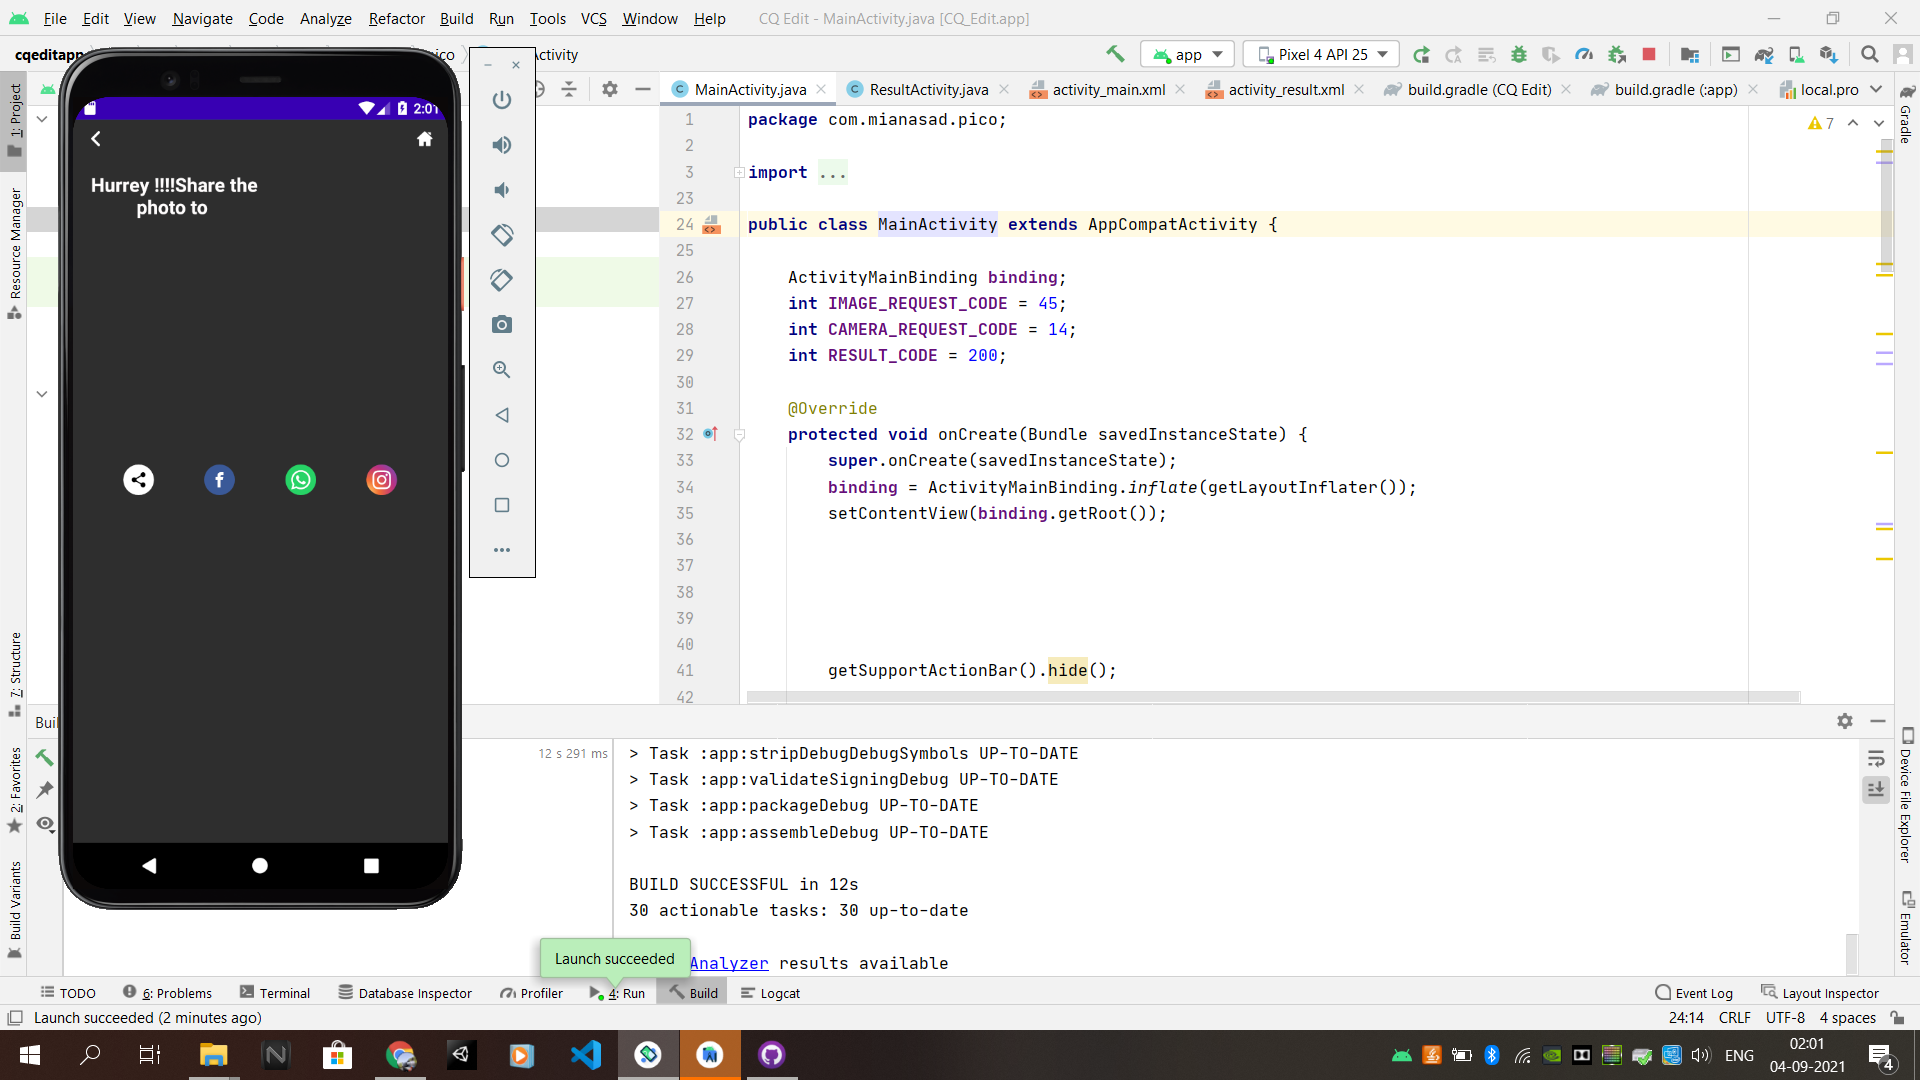 File Edit View Navigate Code Analyze Refactor Build Run Tools VCS Window Help CQ Edit - MainActivity.java [CQ_Edit.app]
cqeditapp ico Activity app Pixel 4 API 25
MainActivity.java ResultActivity.java activity_main.xml activity_result.xml build.gradle (CQ Edit) build.gradle (:app) local.pro
1: Project
Resource Manager
7: Structure
2: Favorites
Build Variants
2:01
Hurrey !!!!Share the
photo to
1 package com.mianasad.pico;
2
3 import ...
23
24 public class MainActivity extends AppCompatActivity {
25
26 ActivityMainBinding binding;
27 int IMAGE_REQUEST_CODE = 45;
28 int CAMERA_REQUEST_CODE = 14;
29 int RESULT_CODE = 200;
30
31 @Override
32 protected void onCreate(Bundle savedInstanceState) {
33 super.onCreate(savedInstanceState);
34 binding = ActivityMainBinding.inflate(getLayoutInflater());
35 setContentView(binding.getRoot());
36
37
38
39
40
41 getSupportActionBar().hide();
42
7
Gradle
Device File Explorer
Emulator
Buil
12 s 291 ms
> Task :app:stripDebugDebugSymbols UP-TO-DATE
> Task :app:validateSigningDebug UP-TO-DATE
> Task :app:packageDebug UP-TO-DATE
> Task :app:assembleDebug UP-TO-DATE
BUILD SUCCESSFUL in 12s
30 actionable tasks: 30 up-to-date
Analyzer results available
Launch succeeded
TODO 6: Problems Terminal Database Inspector Profiler 4: Run Build Logcat Event Log Layout Inspector
Launch succeeded (2 minutes ago) 24:14 CRLF UTF-8 4 spaces
ENG 02:01
04-09-2021
4